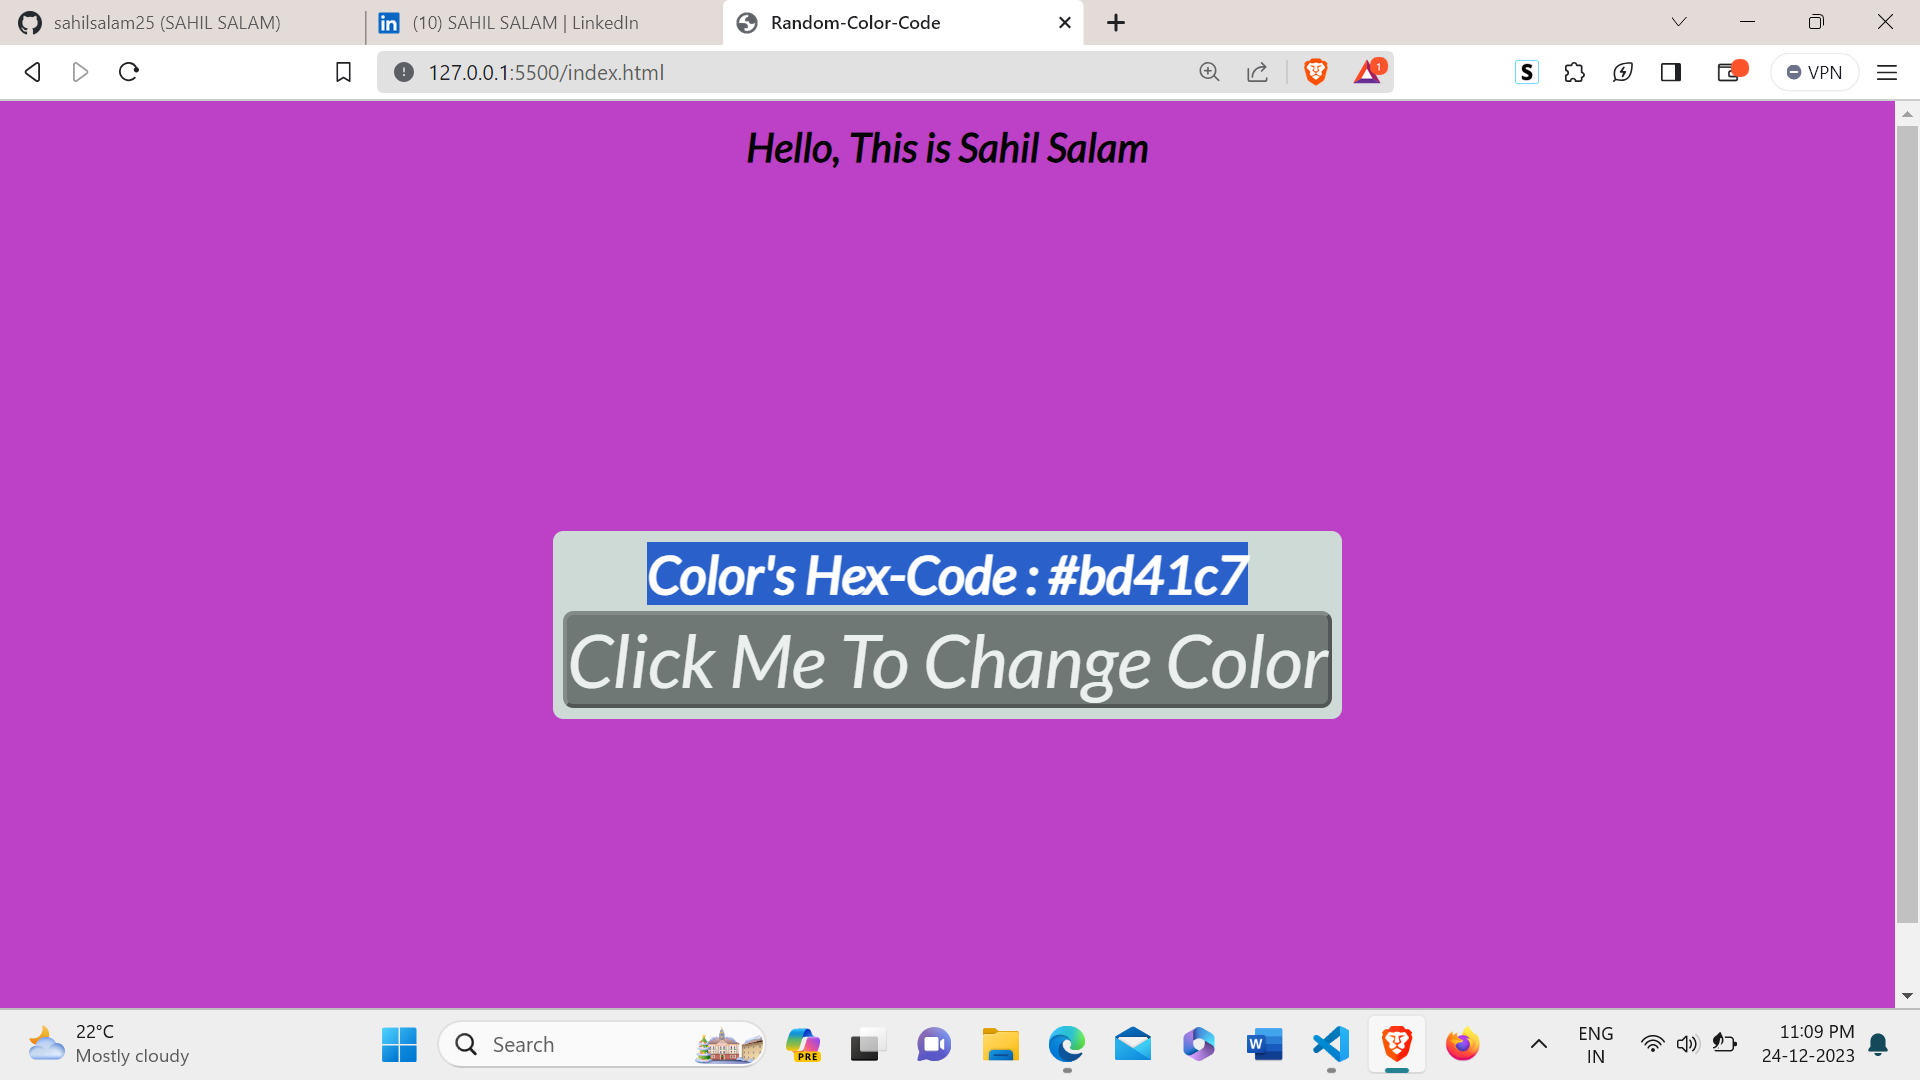 sahilsalam25 (SAHIL SALAM)
(10) SAHIL SALAM | LinkedIn
Random-Color-Code
127.0.0.1:5500/index.html
1
S
VPN
Hello, This is Sahil Salam
Color's Hex-Code : #bd41c7
Click Me To Change Color
22°C
Mostly cloudy
Search
PRE
W
ENG
IN
11:09 PM
24-12-2023